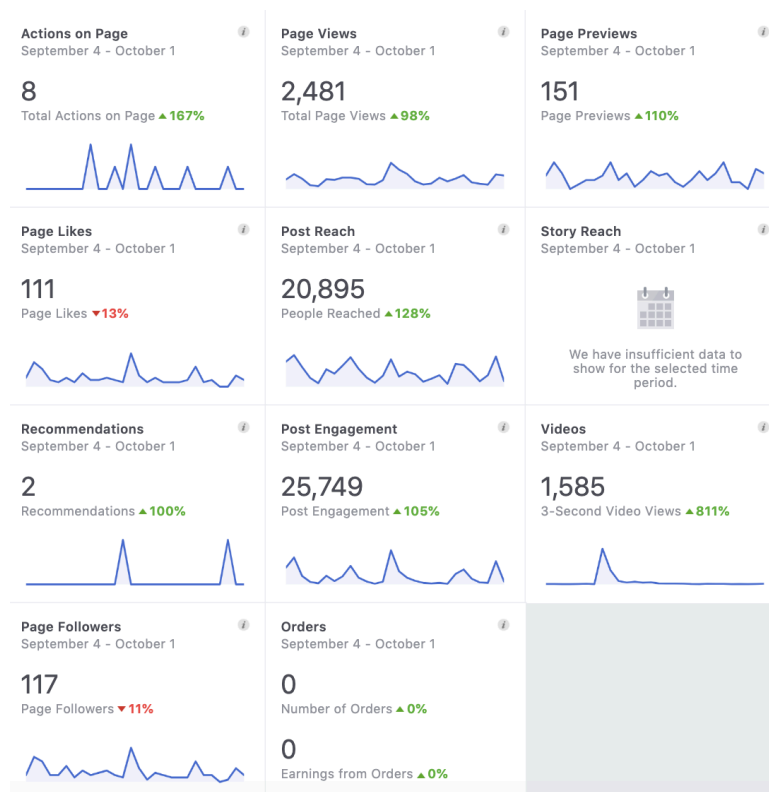 Actions on Page
September 4 - October 1
8
Total Actions on Page ▲167%
Page Views
September 4 - October 1
2,481
Total Page Views ▲98%
Page Previews
September 4 - October 1
151
Page Previews ▲110%
Page Likes
September 4 - October 1
111
Page Likes ▼13%
Post Reach
September 4 - October 1
20,895
People Reached ▲128%
Story Reach
September 4 - October 1
We have insufficient data to
show for the selected time
period.
Recommendations
September 4 - October 1
2
Recommendations ▲100%
Post Engagement
September 4 - October 1
25,749
Post Engagement ▲105%
Videos
September 4 - October 1
1,585
3-Second Video Views ▲811%
Page Followers
September 4 - October 1
117
Page Followers ▼11%
Orders
September 4 - October 1
0
Number of Orders ▲0%
0
Earnings from Orders ▲0%